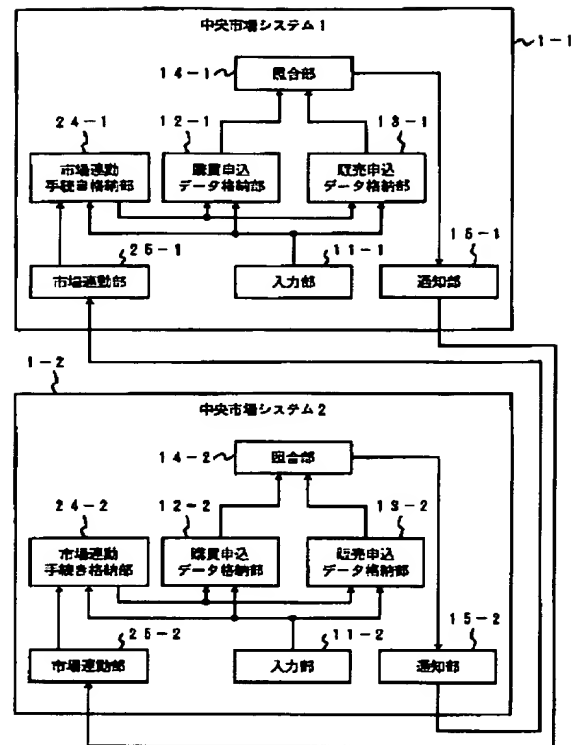 中央市場システム1
1-1
14-1
照合部
24-1
12-1
13-1
市場連動
手続き格納部
購買申込
データ格納部
販売申込
データ格納部
25-1
11-1
15-1
市場連動部
入力部
通知部
1-2
中央市場システム2
14-2
照合部
24-2
12-2
13-2
市場連動
手続き格納部
購買申込
データ格納部
販売申込
データ格納部
25-2
11-2
15-2
市場連動部
入力部
通知部